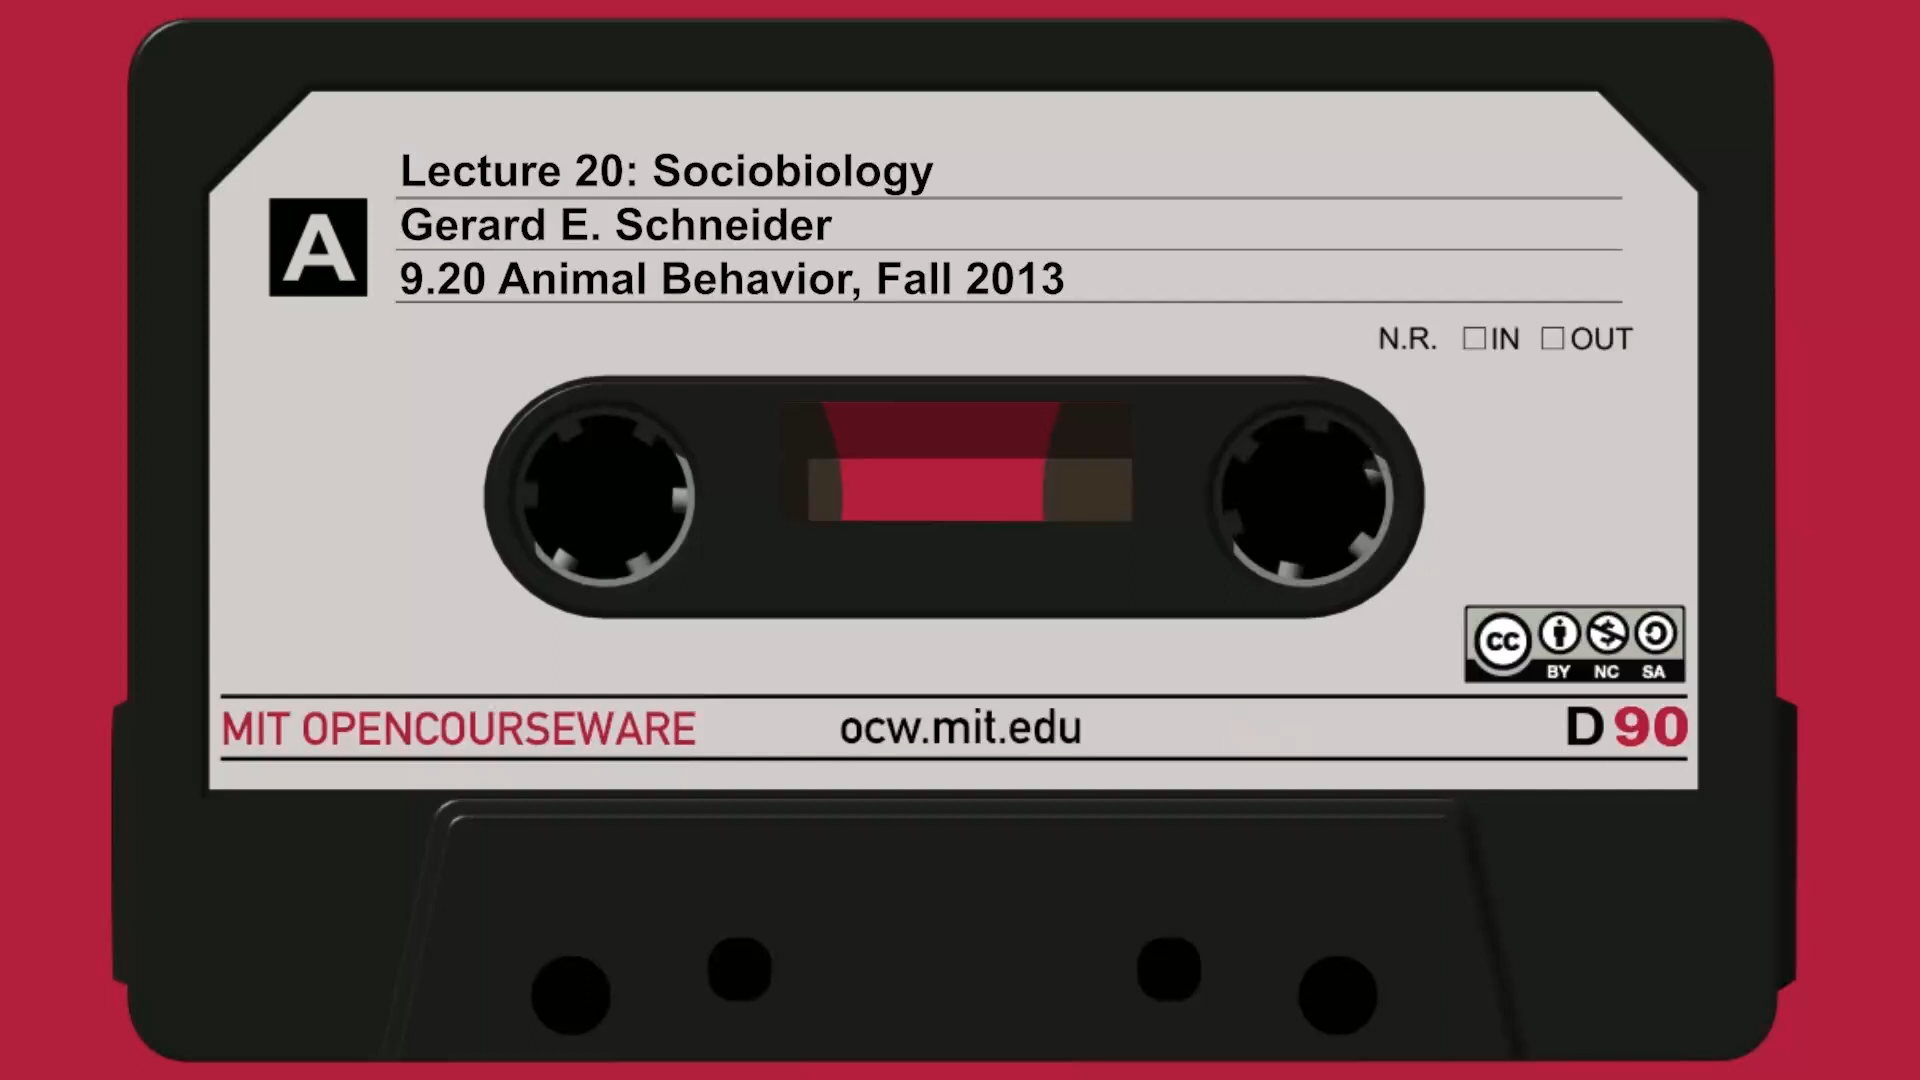 Lecture 20: Sociobiology
A
Gerard E. Schneider
9.20 Animal Behavior, Fall 2013
N.R. IN OUT
cc
BY NC SA
MIT OPENCOURSEWARE ocw.mit.edu D 90